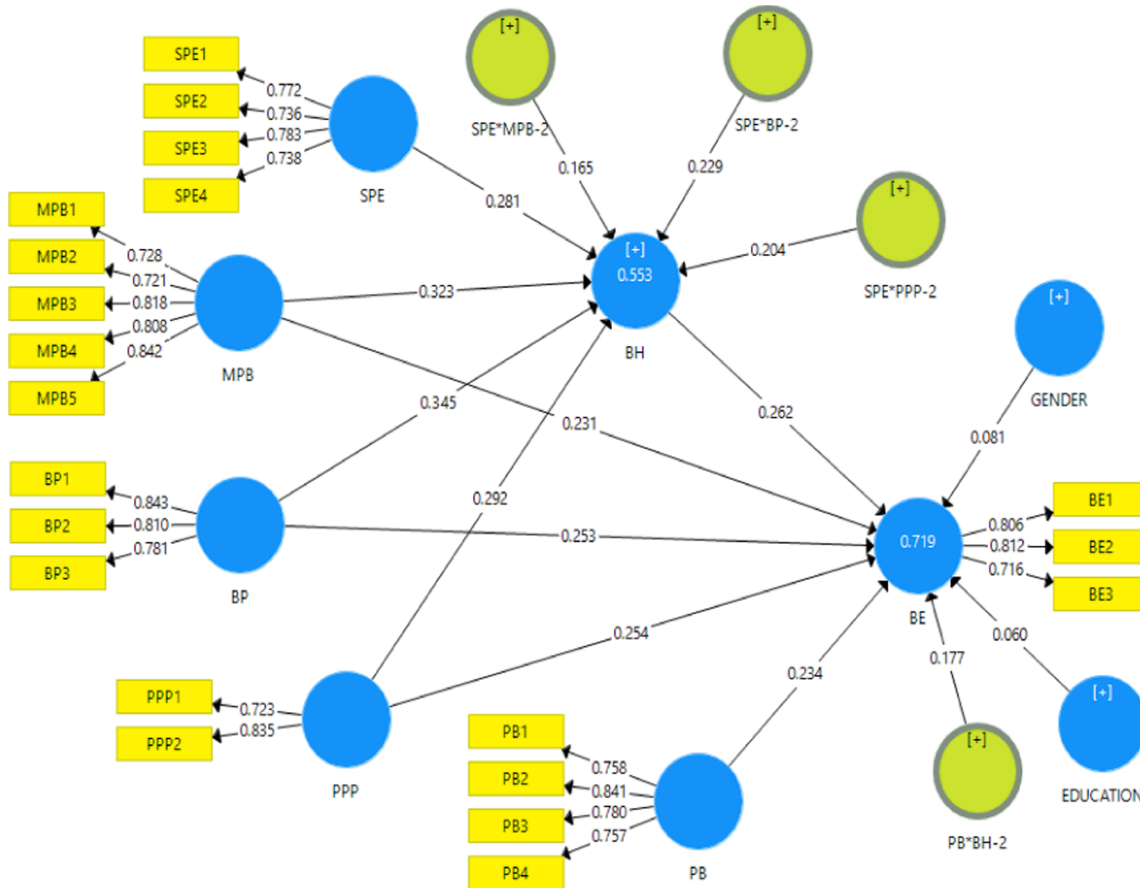 [+]
[+]
SPE1
SPE2
SPE3
SPE4
0.772
0.736
0.783
0.738
SPE
SPE*MPB-2
SPE*BP-2
0.165
0.229
0.281
[+]
SPE*PPP-2
0.204
MPB1
MPB2
MPB3
MPB4
MPB5
0.728
0.721
0.818
0.808
0.842
MPB
0.323
[+]
0.553
BH
[+]
GENDER
0.345
0.231
0.262
0.081
BP1
BP2
BP3
0.843
0.810
0.781
BP
0.292
0.253
0.719
BE
0.806
0.812
0.716
BE1
BE2
BE3
0.254
0.234
0.177
0.060
PPP1
PPP2
0.723
0.835
PPP
PB1
PB2
PB3
PB4
0.758
0.841
0.780
0.757
PB
[+]
PB*BH-2
[+]
EDUCATION